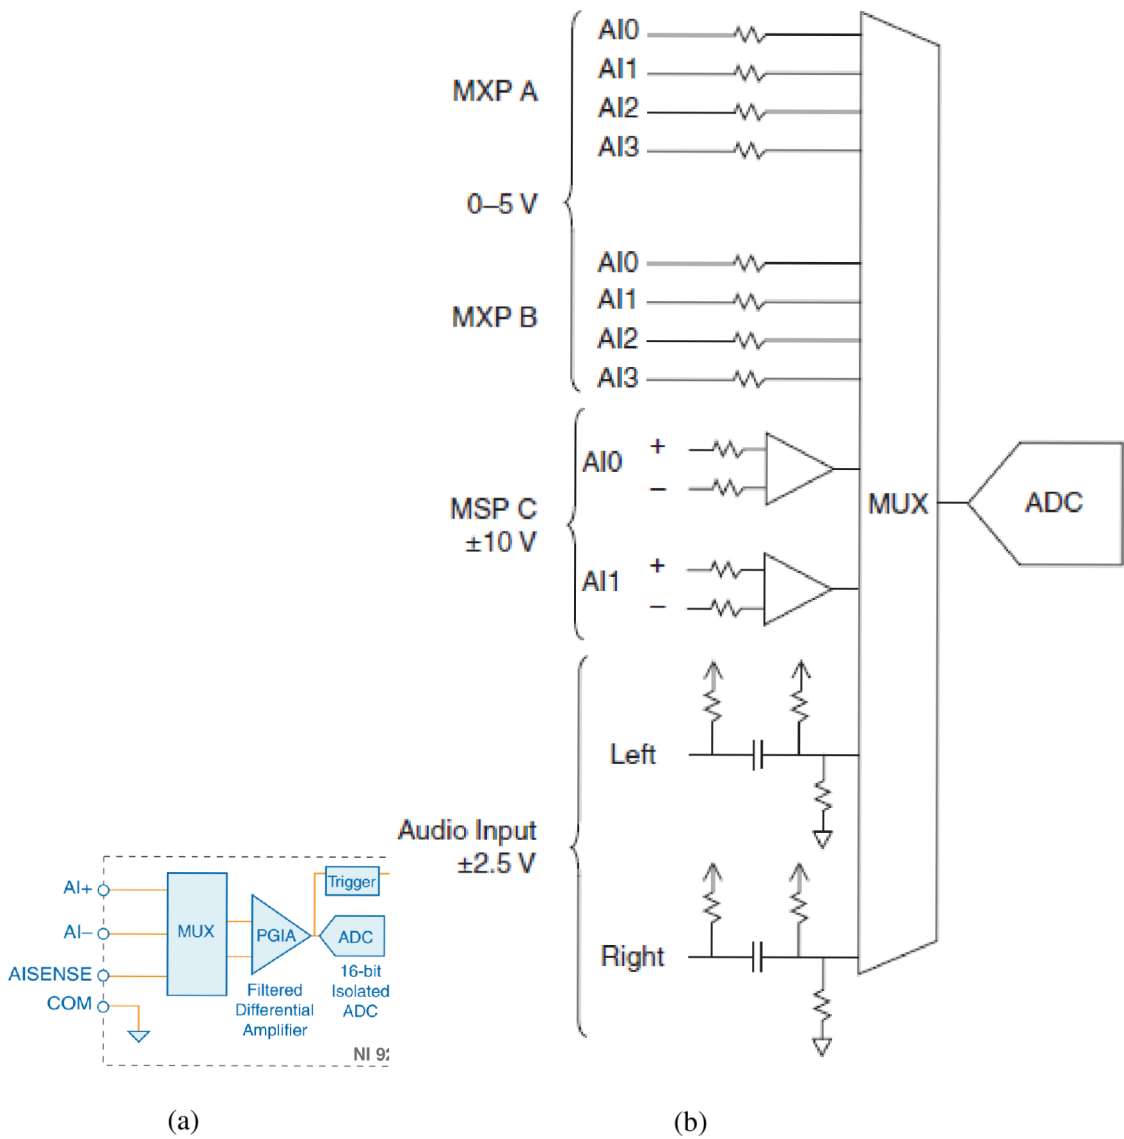 MXP A
0–5 V
MXP B
AI0
AI1
AI2
AI3
AI0
AI1
AI2
AI3
MSP C
±10 V
AI0
+
−
AI1
+
−
MUX
ADC
Audio Input
±2.5 V
Left
Right
AI+
AI−
AISENSE
COM
MUX
PGIA
Filtered
Differential
Amplifier
Trigger
ADC
16-bit
Isolated
ADC
NI 92
(a)
(b)